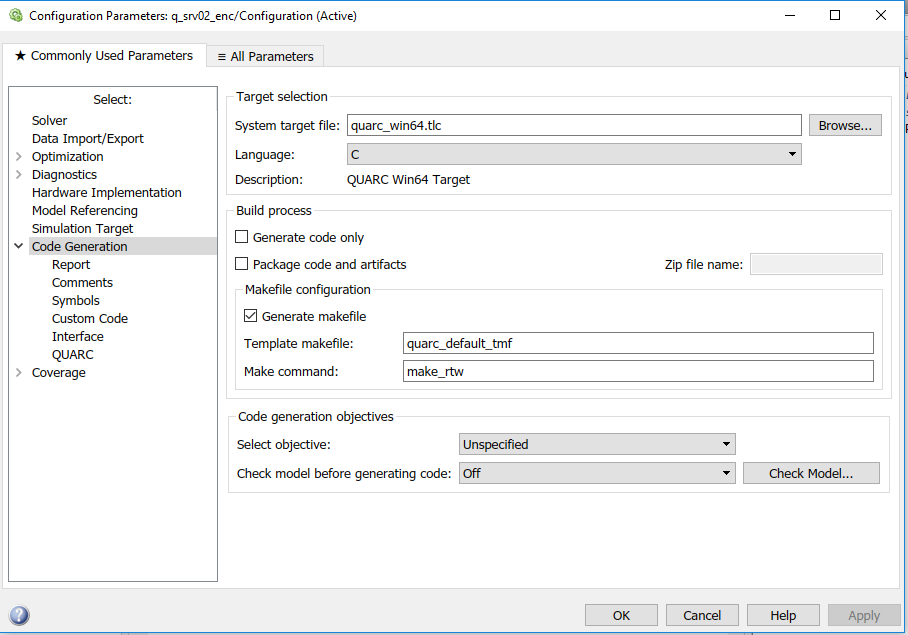 Configuration Parameters: q_srv02_enc/Configuration (Active)
★ Commonly Used Parameters
≡ All Parameters
Select:
Solver
Data Import/Export
Optimization
Diagnostics
Hardware Implementation
Model Referencing
Simulation Target
Code Generation
Report
Comments
Symbols
Custom Code
Interface
QUARC
Coverage
Target selection
System target file: quarc_win64.tlc Browse...
Language: C
Description: QUARC Win64 Target
Build process
Generate code only
Package code and artifacts Zip file name:
Makefile configuration
Generate makefile
Template makefile: quarc_default_tmf
Make command: make_rtw
Code generation objectives
Select objective: Unspecified
Check model before generating code: Off Check Model...
? OK Cancel Help Apply